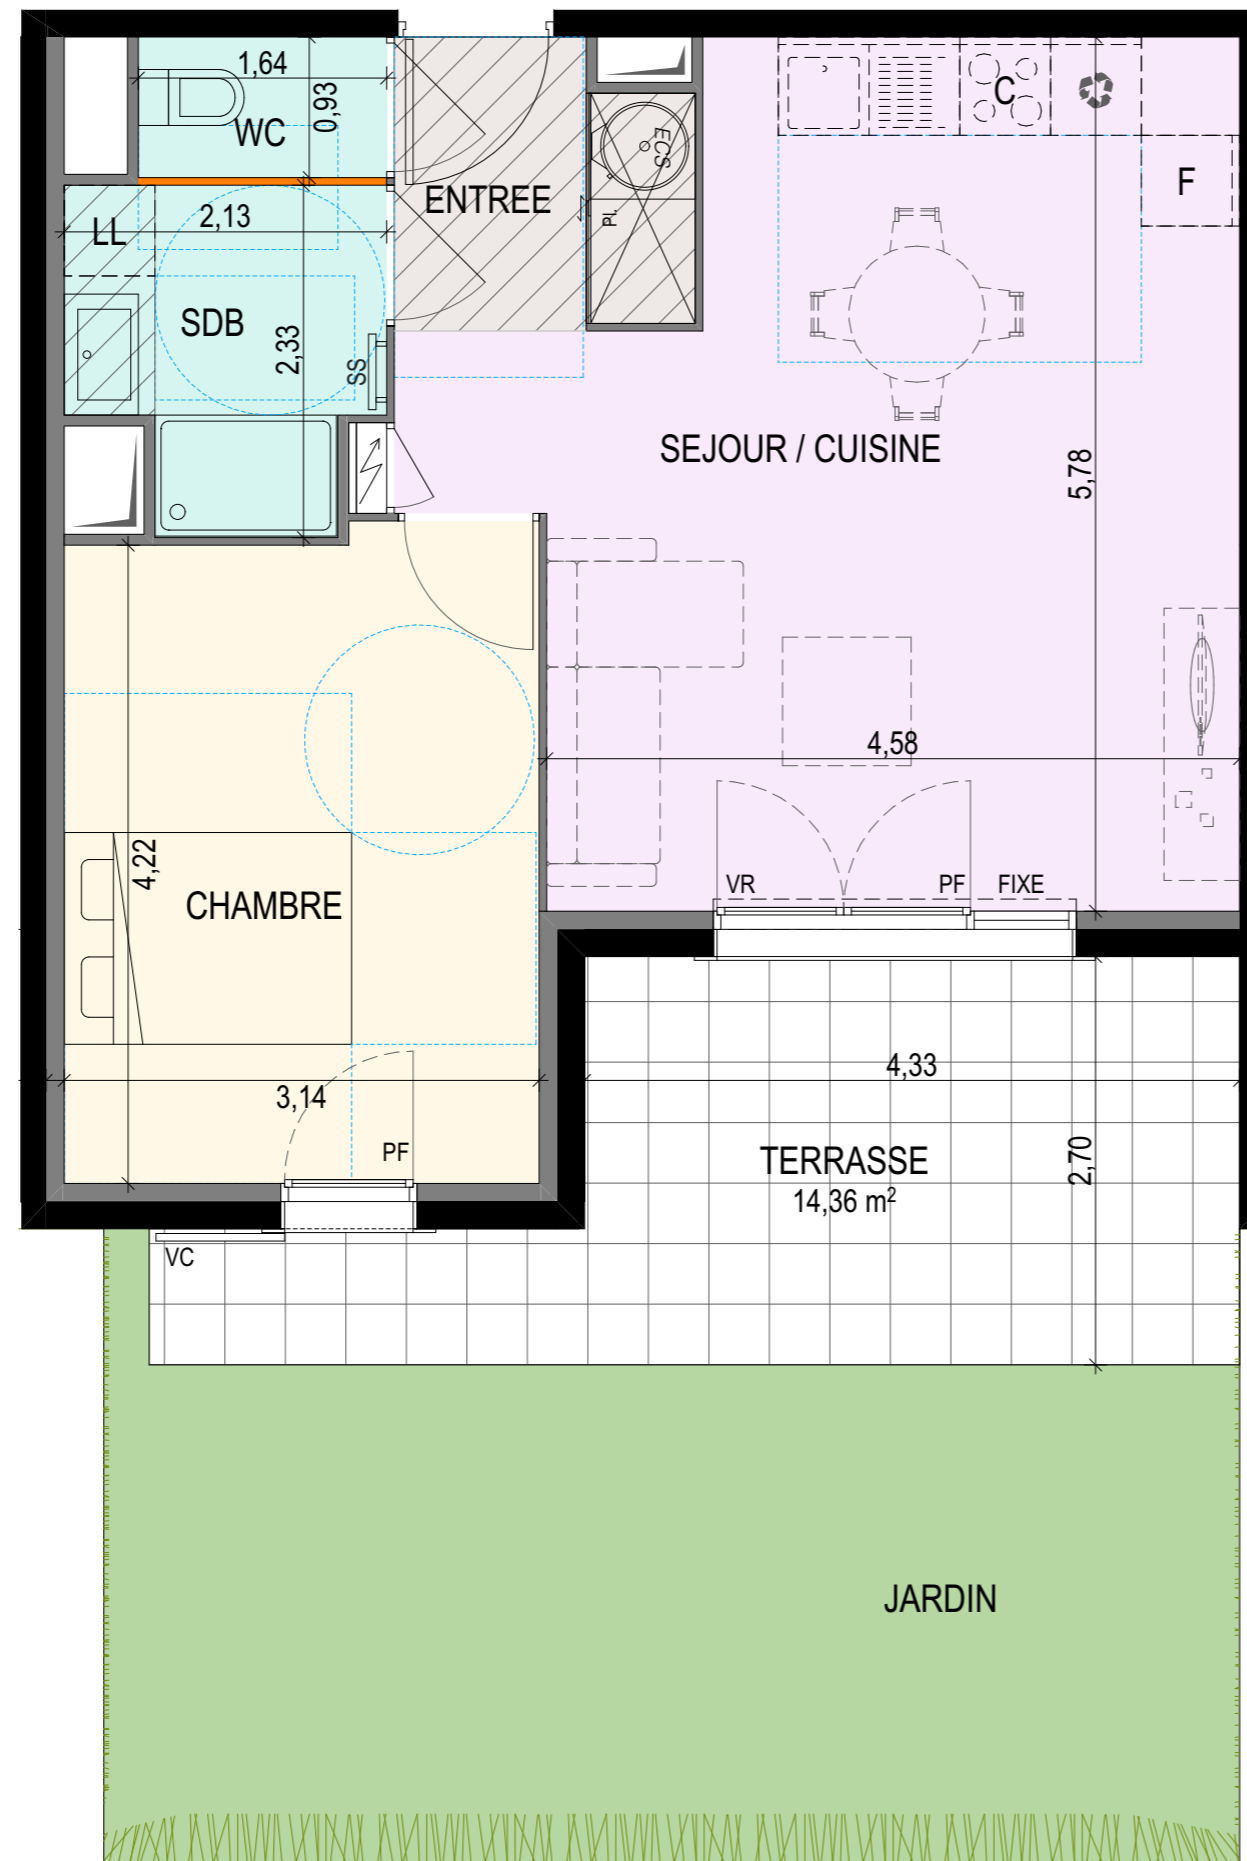 1,64
0,93
WC
C
ECS
ENTREE
F
LL
2,13
PL.
SDB
2,33
SS
SEJOUR / CUISINE
5,78
4,58
4,22
CHAMBRE
VR
PF
FIXE
3,14
4,33
PF
TERRASSE
2,70
14,36 m²
VC
JARDIN